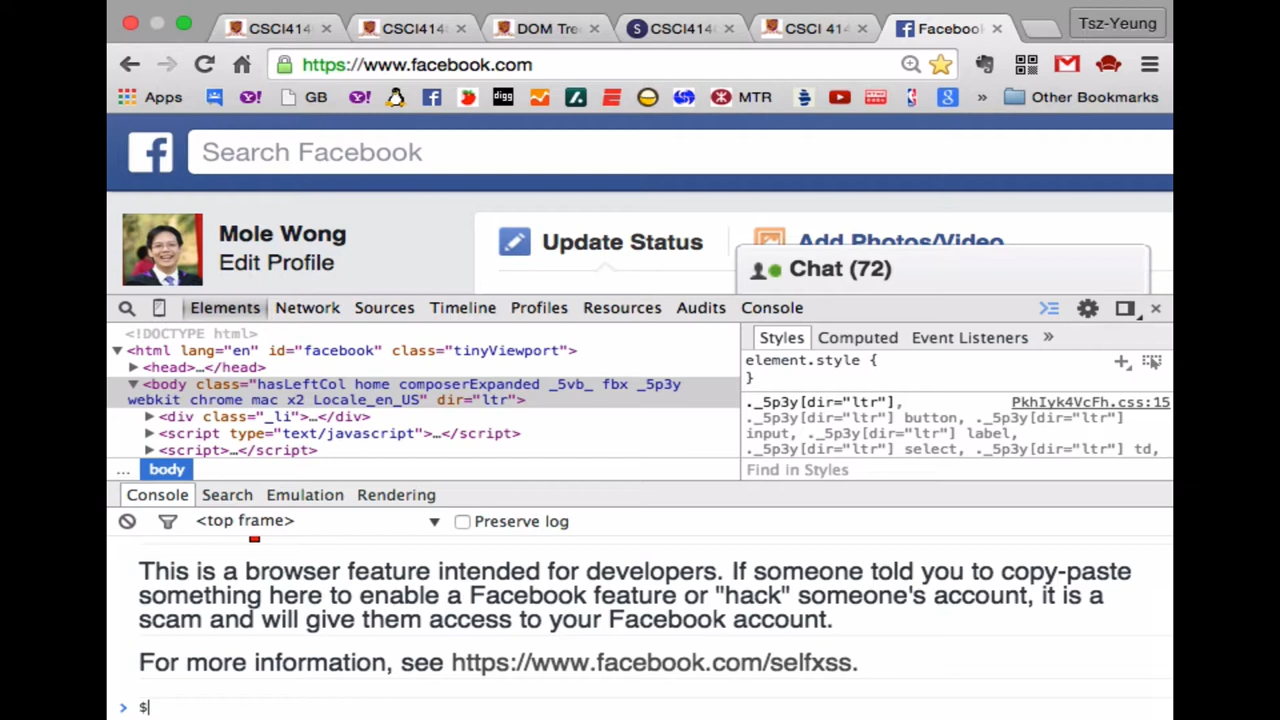 CSCI414
CSCI414
DOM Tre
CSCI414
CSCI 414
Facebook
Tsz-Yeung
https://www.facebook.com
Apps
GB
digg
MTR
»
Other Bookmarks
Search Facebook
Mole Wong
Edit Profile
Update Status
Add Photos/Video
Chat (72)
Elements Network Sources Timeline Profiles Resources Audits Console
<!DOCTYPE html>
<html lang="en" id="facebook" class="tinyViewport">
<head>…</head>
<body class="hasLeftCol home composerExpanded _5vb_ fbx _5p3y
webkit chrome mac x2 Locale_en_US" dir="ltr">
<div class="_li">…</div>
<script type="text/javascript">…</script>
<script>…</script>
... body
Styles Computed Event Listeners »
element.style {
}
._5p3y[dir="ltr"], PkhIyk4VcFh.css:15
._5p3y[dir="ltr"] button, ._5p3y[dir="ltr"]
input, ._5p3y[dir="ltr"] label,
._5p3y[dir="ltr"] select, ._5p3y[dir="ltr"] td,
Find in Styles
Console Search Emulation Rendering
<top frame> Preserve log
This is a browser feature intended for developers. If someone told you to copy-paste
something here to enable a Facebook feature or "hack" someone's account, it is a
scam and will give them access to your Facebook account.
For more information, see https://www.facebook.com/selfxss.
> $